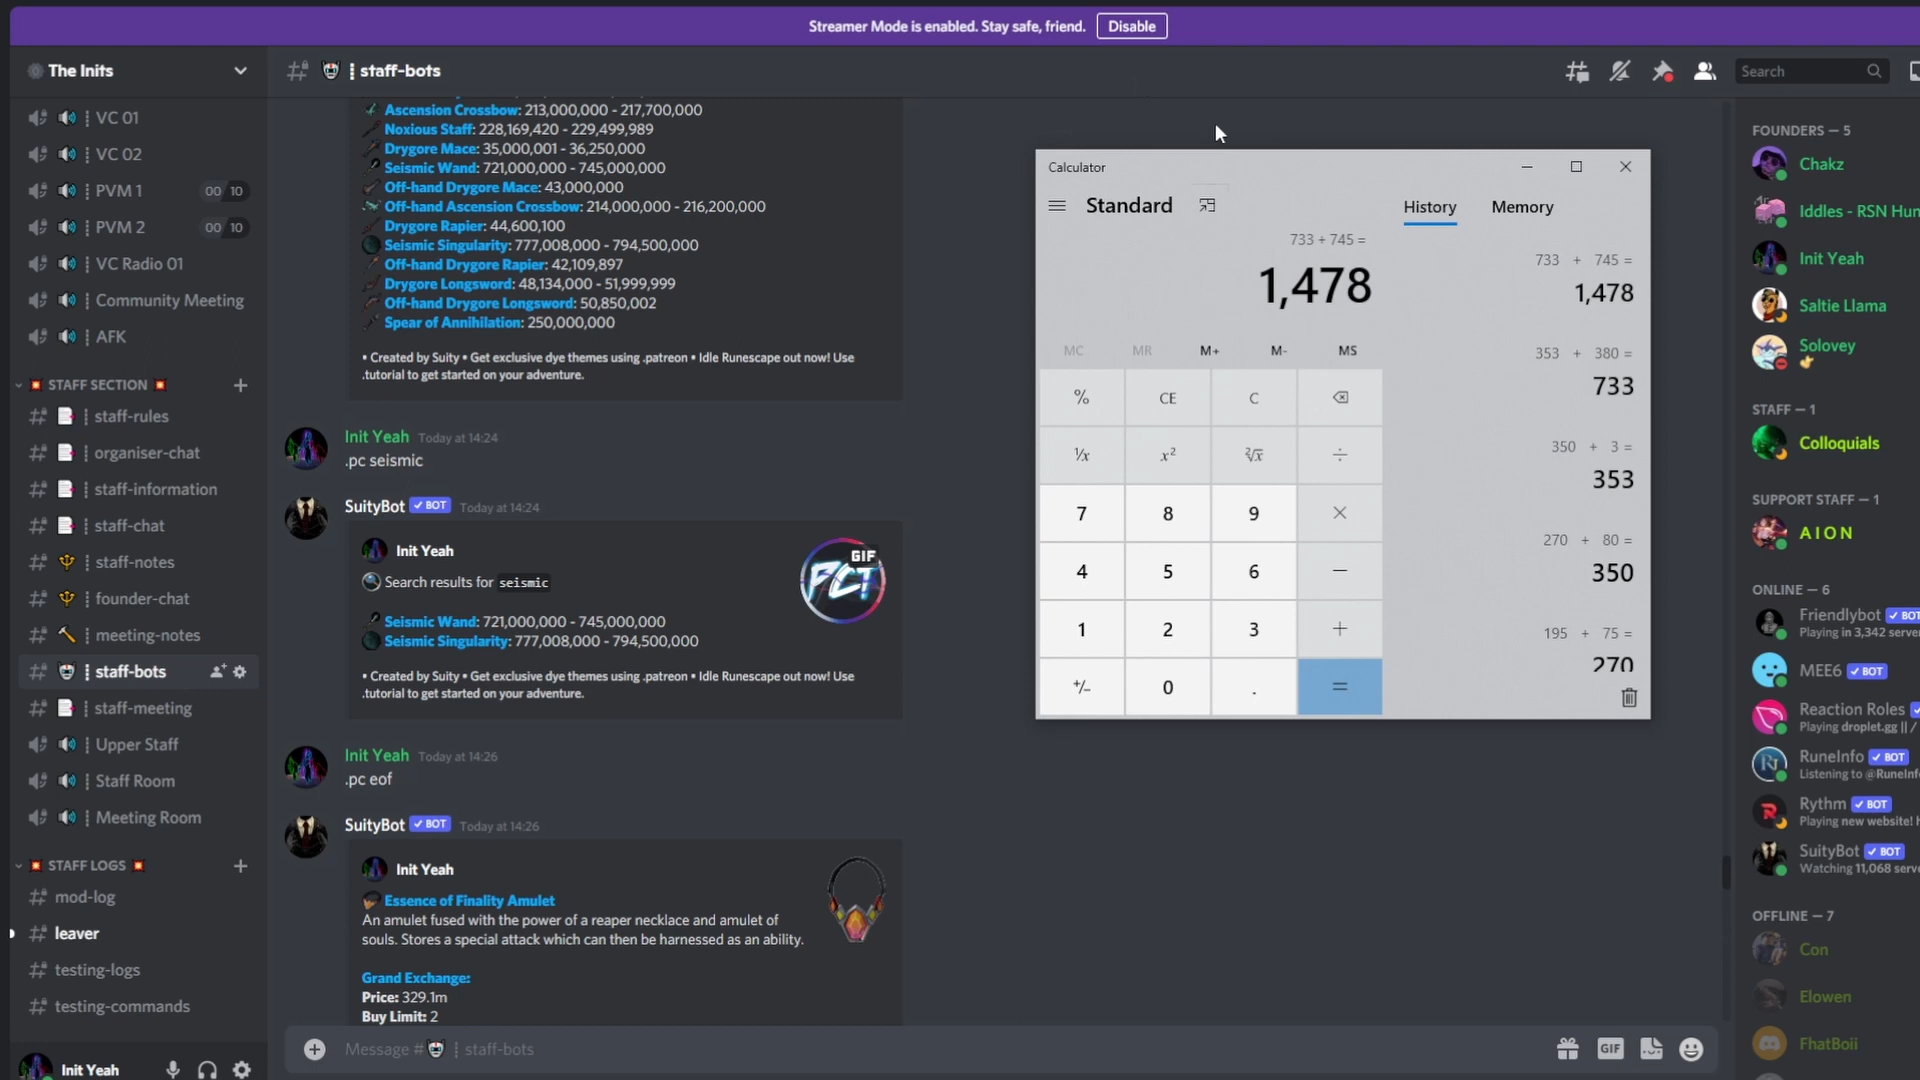 Streamer Mode is enabled. Stay safe, friend. Disable
The Inits
VC 01
VC 02
PVM 1 00 10
PVM 2 00 10
VC Radio 01
Community Meeting
AFK
STAFF SECTION
staff-rules
organiser-chat
staff-information
staff-chat
staff-notes
founder-chat
meeting-notes
staff-bots
staff-meeting
Upper Staff
Staff Room
Meeting Room
STAFF LOGS
mod-log
leaver
testing-logs
testing-commands
Init Yeah
staff-bots
Search
Ascension Crossbow: 213,000,000 - 217,700,000
Noxious Staff: 228,169,420 - 229,499,989
Drygore Mace: 35,000,001 - 36,250,000
Seismic Wand: 721,000,000 - 745,000,000
Off-hand Drygore Mace: 43,000,000
Off-hand Ascension Crossbow: 214,000,000 - 216,200,000
Drygore Rapier: 44,600,100
Seismic Singularity: 777,008,000 - 794,500,000
Off-hand Drygore Rapier: 42,109,897
Drygore Longsword: 48,134,000 - 51,999,999
Off-hand Drygore Longsword: 50,850,002
Spear of Annihilation: 250,000,000
• Created by Suity • Get exclusive dye themes using .patreon • Idle Runescape out now! Use
.tutorial to get started on your adventure.
Init Yeah Today at 14:24
.pc seismic
SuityBot ✓ BOT Today at 14:24
Init Yeah
Search results for seismic
GIF
PCT
Seismic Wand: 721,000,000 - 745,000,000
Seismic Singularity: 777,008,000 - 794,500,000
• Created by Suity • Get exclusive dye themes using .patreon • Idle Runescape out now! Use
.tutorial to get started on your adventure.
Init Yeah Today at 14:26
.pc eof
SuityBot ✓ BOT Today at 14:26
Init Yeah
Essence of Finality Amulet
An amulet fused with the power of a reaper necklace and amulet of
souls. Stores a special attack which can then be harnessed as an ability.
Grand Exchange:
Price: 329.1m
Buy Limit: 2
Message # staff-bots
GIF
Calculator
Standard
History Memory
733 + 745 =
1,478
MC MR M+ M- MS
% CE C
¹/x x² ²√x ÷
7 8 9 ×
4 5 6 −
1 2 3 +
+/− 0 . =
733 + 745 =
1,478
353 + 380 =
733
350 + 3 =
353
270 + 80 =
350
195 + 75 =
270
FOUNDERS — 5
Chakz
Iddles - RSN Hun
Init Yeah
Saltie Llama
Solovey
STAFF — 1
Colloquials
SUPPORT STAFF — 1
A I O N
ONLINE — 6
Friendlybot ✓ BOT
Playing in 3,342 server
MEE6 ✓ BOT
Reaction Roles
Playing droplet.gg || /
RuneInfo ✓ BOT
Listening to @RuneInfo
Rythm ✓ BOT
Playing new website! h
SuityBot ✓ BOT
Watching 11,068 serve
OFFLINE — 7
Con
Elowen
FhatBoii